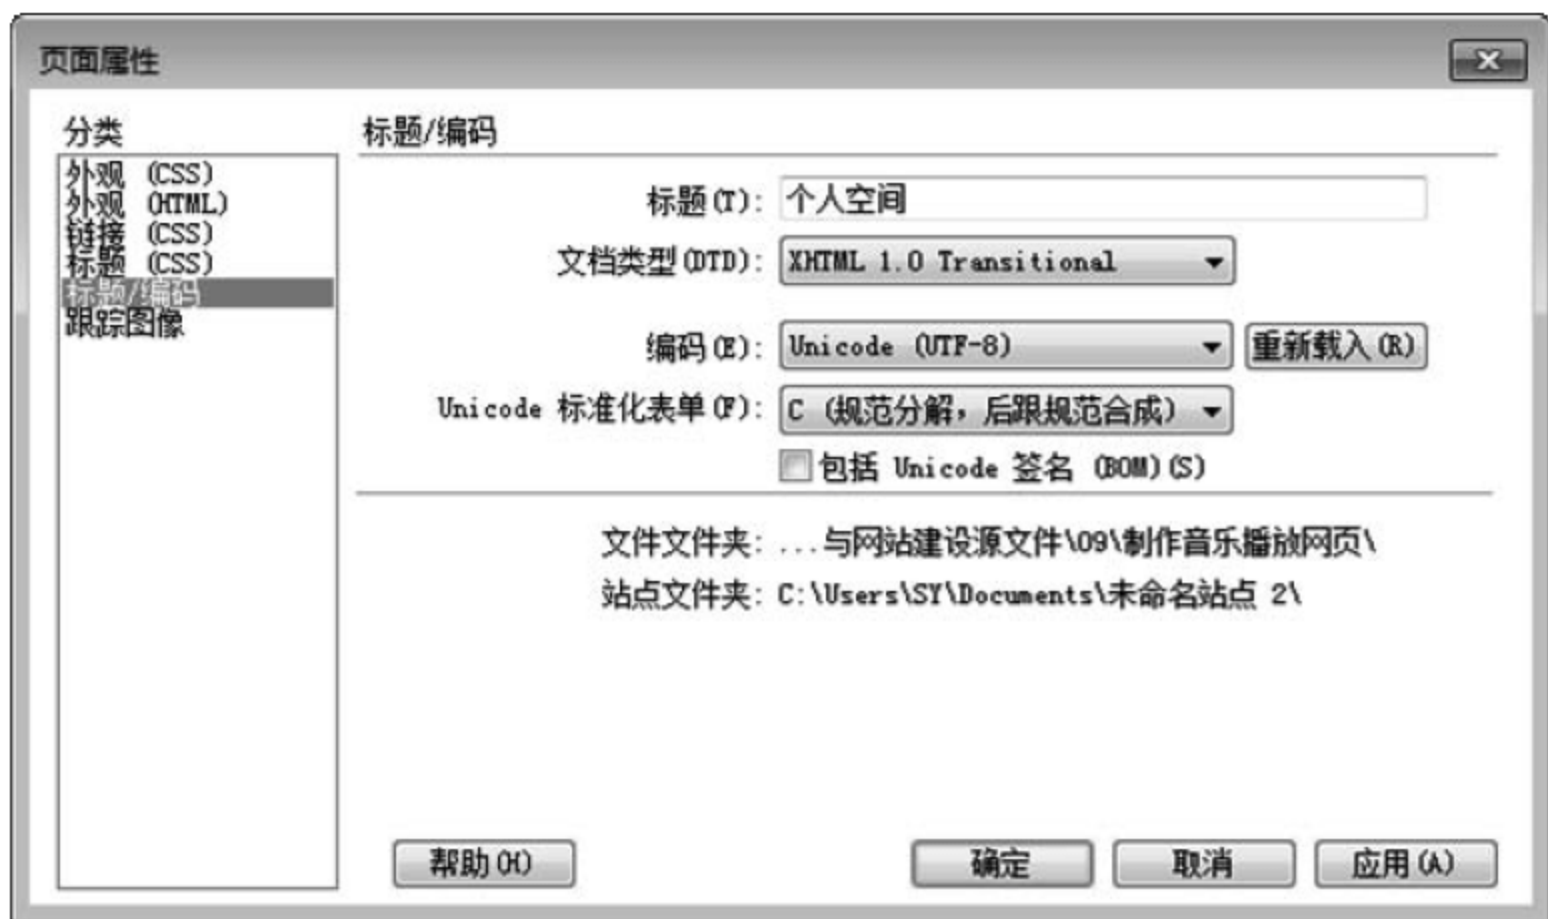 页面属性
分类
外观 (CSS)
外观 (HTML)
链接 (CSS)
标题 (CSS)
标题/编码
跟踪图像
标题/编码
标题(T): 个人空间
文档类型(DTD): XHTML 1.0 Transitional
编码(E): Unicode (UTF-8) 重新载入(R)
Unicode 标准化表单(F): C (规范分解，后跟规范合成)
包括 Unicode 签名 (BOM)(S)
文件文件夹: ...与网站建设源文件\09\制作音乐播放网页\
站点文件夹: C:\Users\SY\Documents\未命名站点 2\
帮助(H) 确定 取消 应用(A)